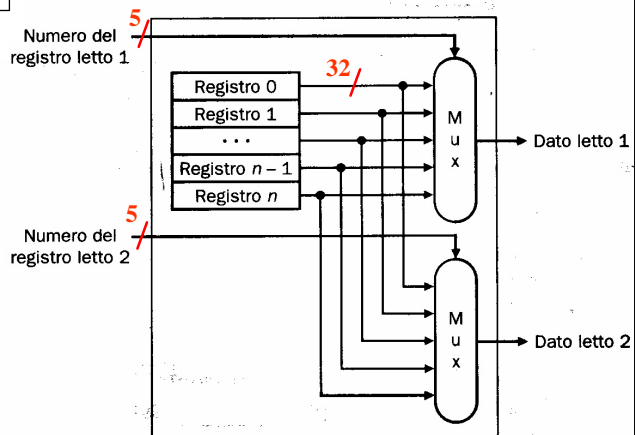 5
Numero del
registro letto 1
32
Registro 0
Registro 1
• • •
Registro n – 1
Registro n
M
u
x
Dato letto 1
5
Numero del
registro letto 2
M
u
x
Dato letto 2